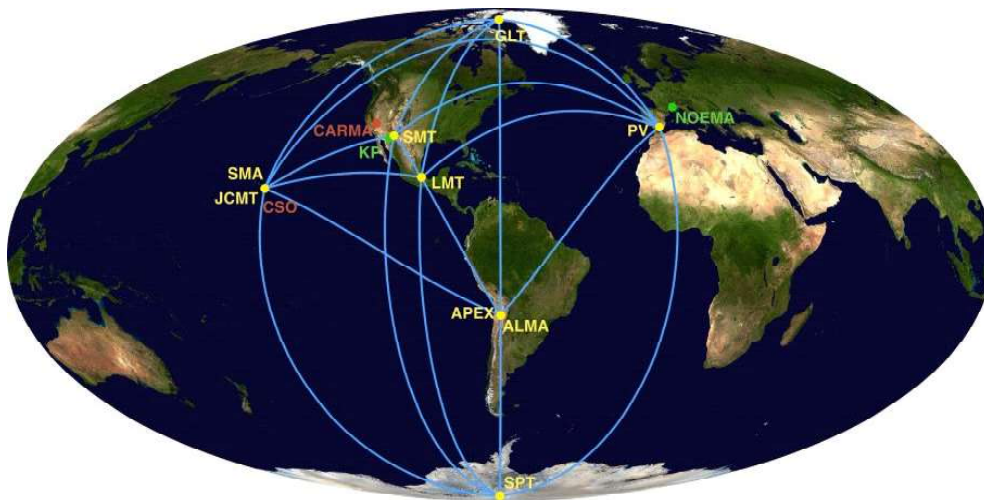 GLT
CARMA
SMT
KP
PV
NOEMA
SMA
LMT
JCMT
CSO
APEX
ALMA
SPT